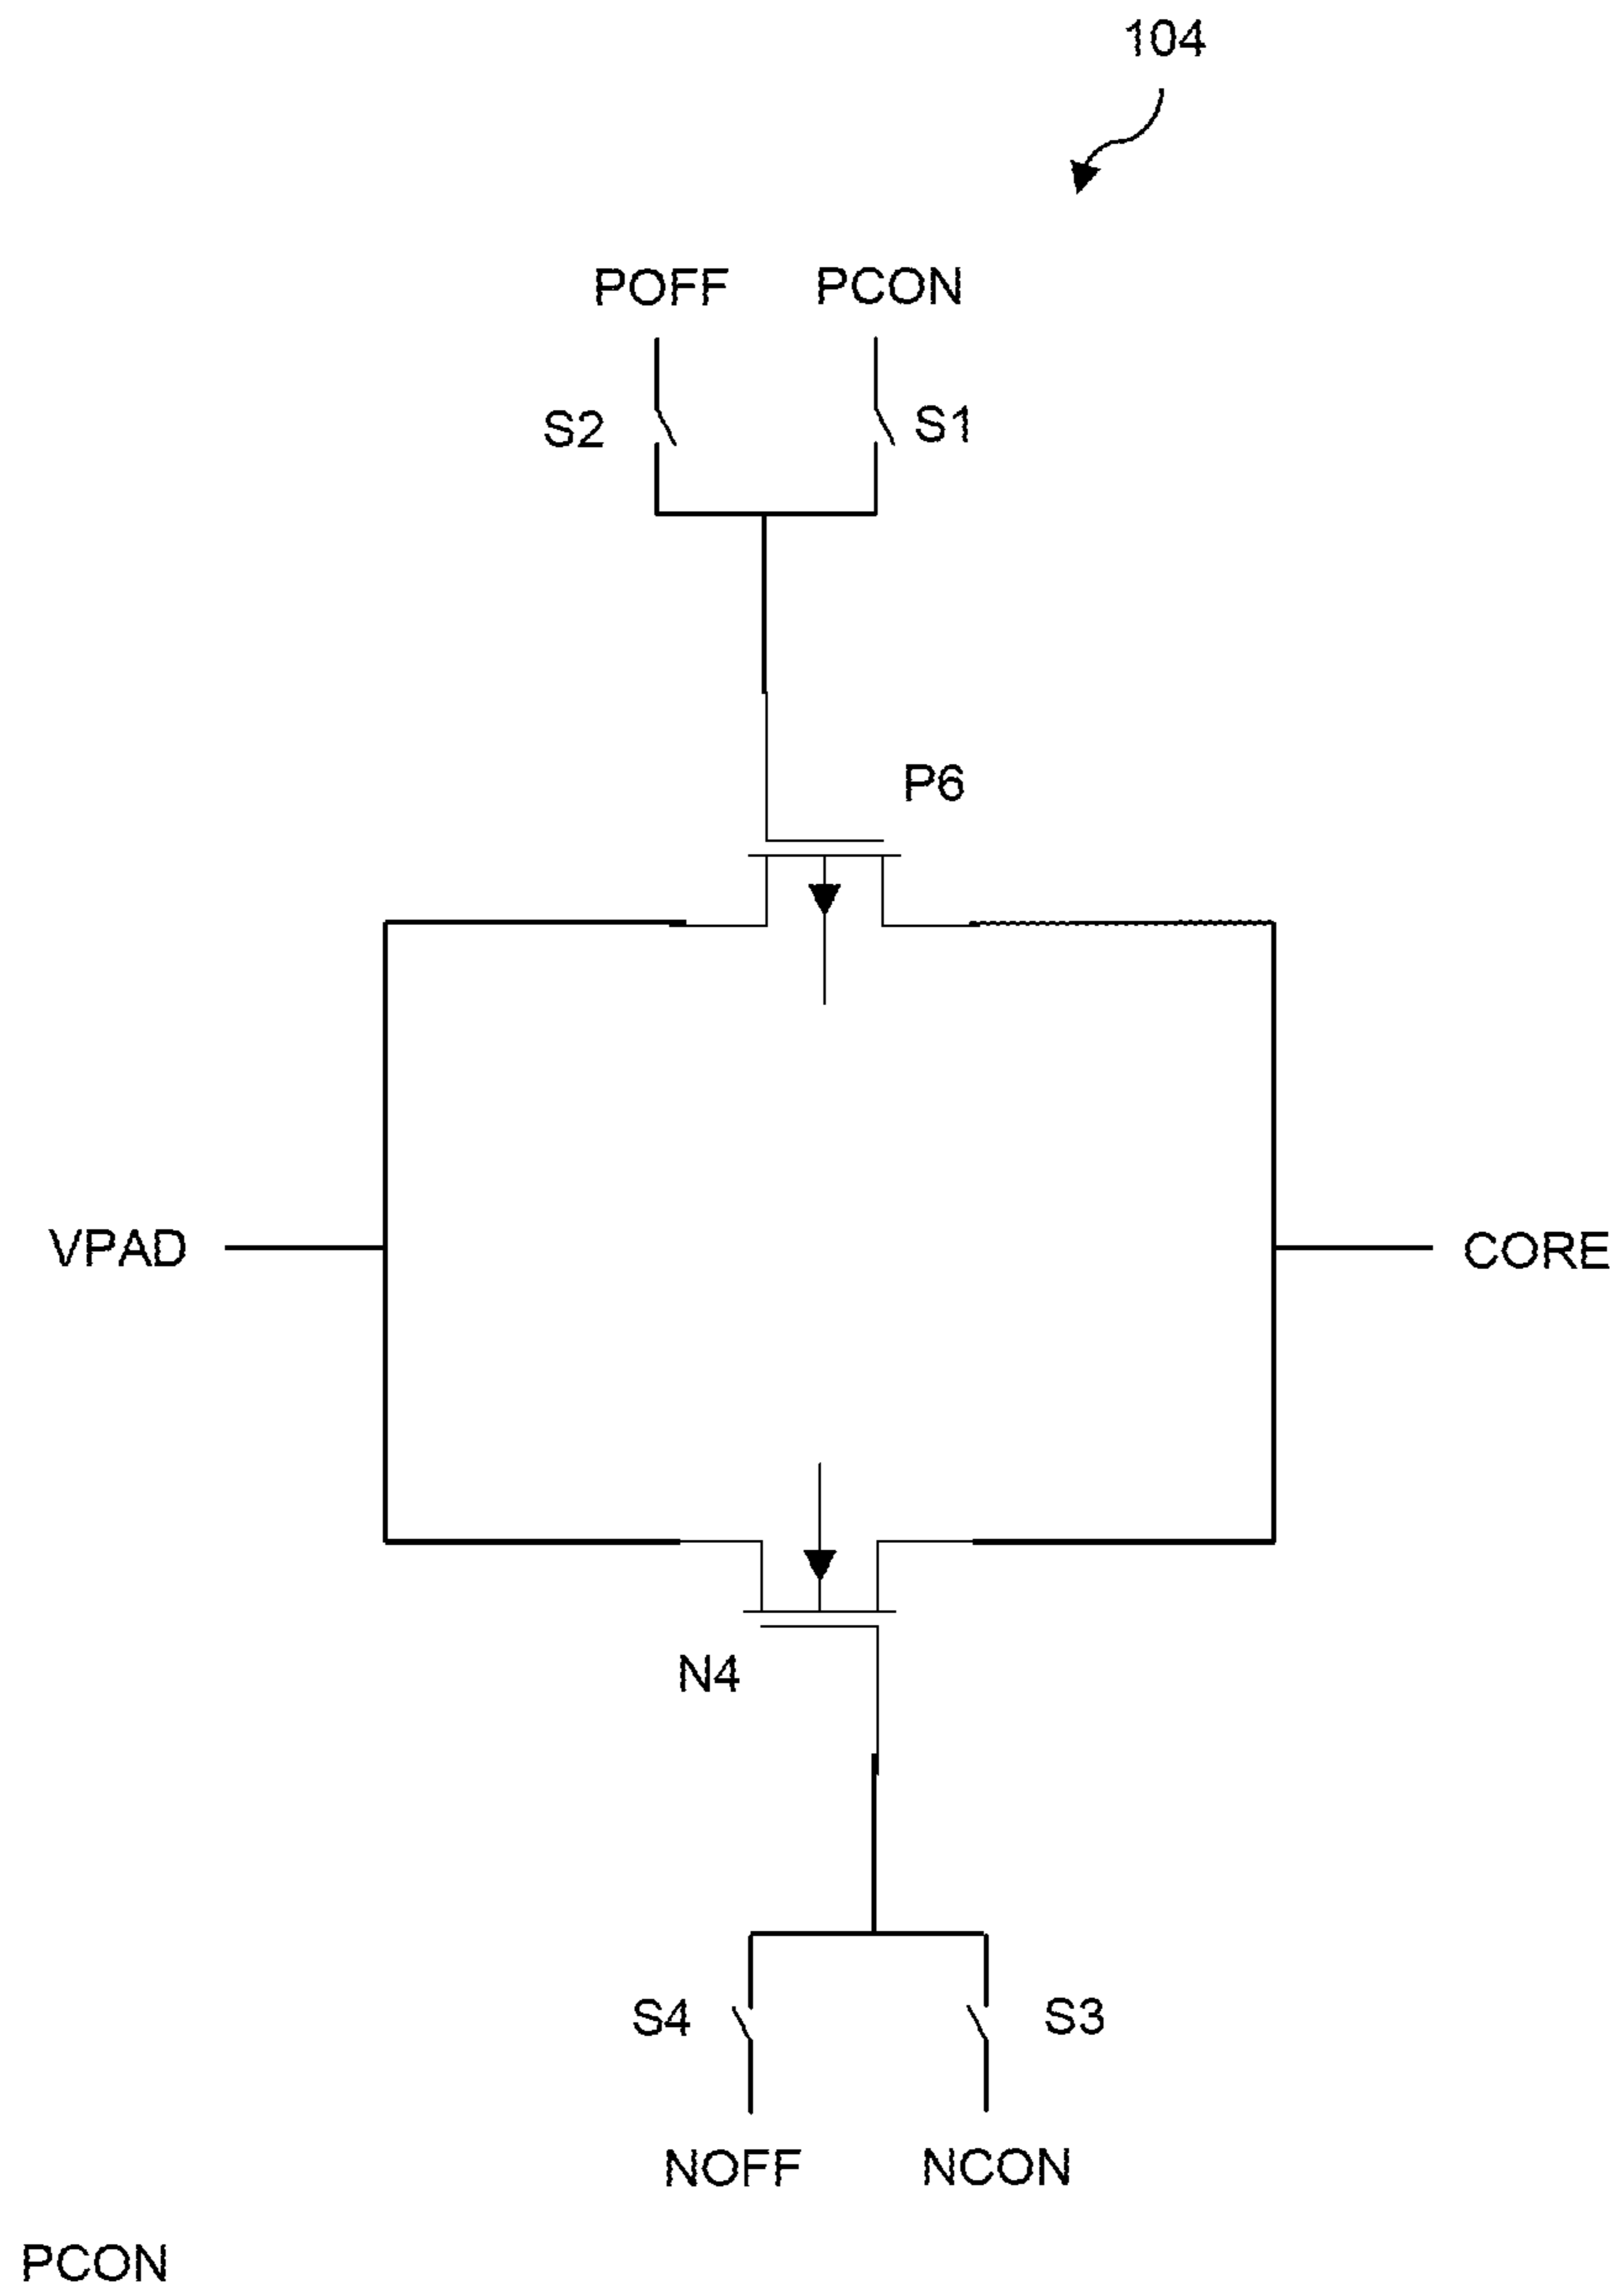 104
POFF PCON
S2 S1
P6
VPAD CORE
N4
S4 S3
NOFF NCON
PCON